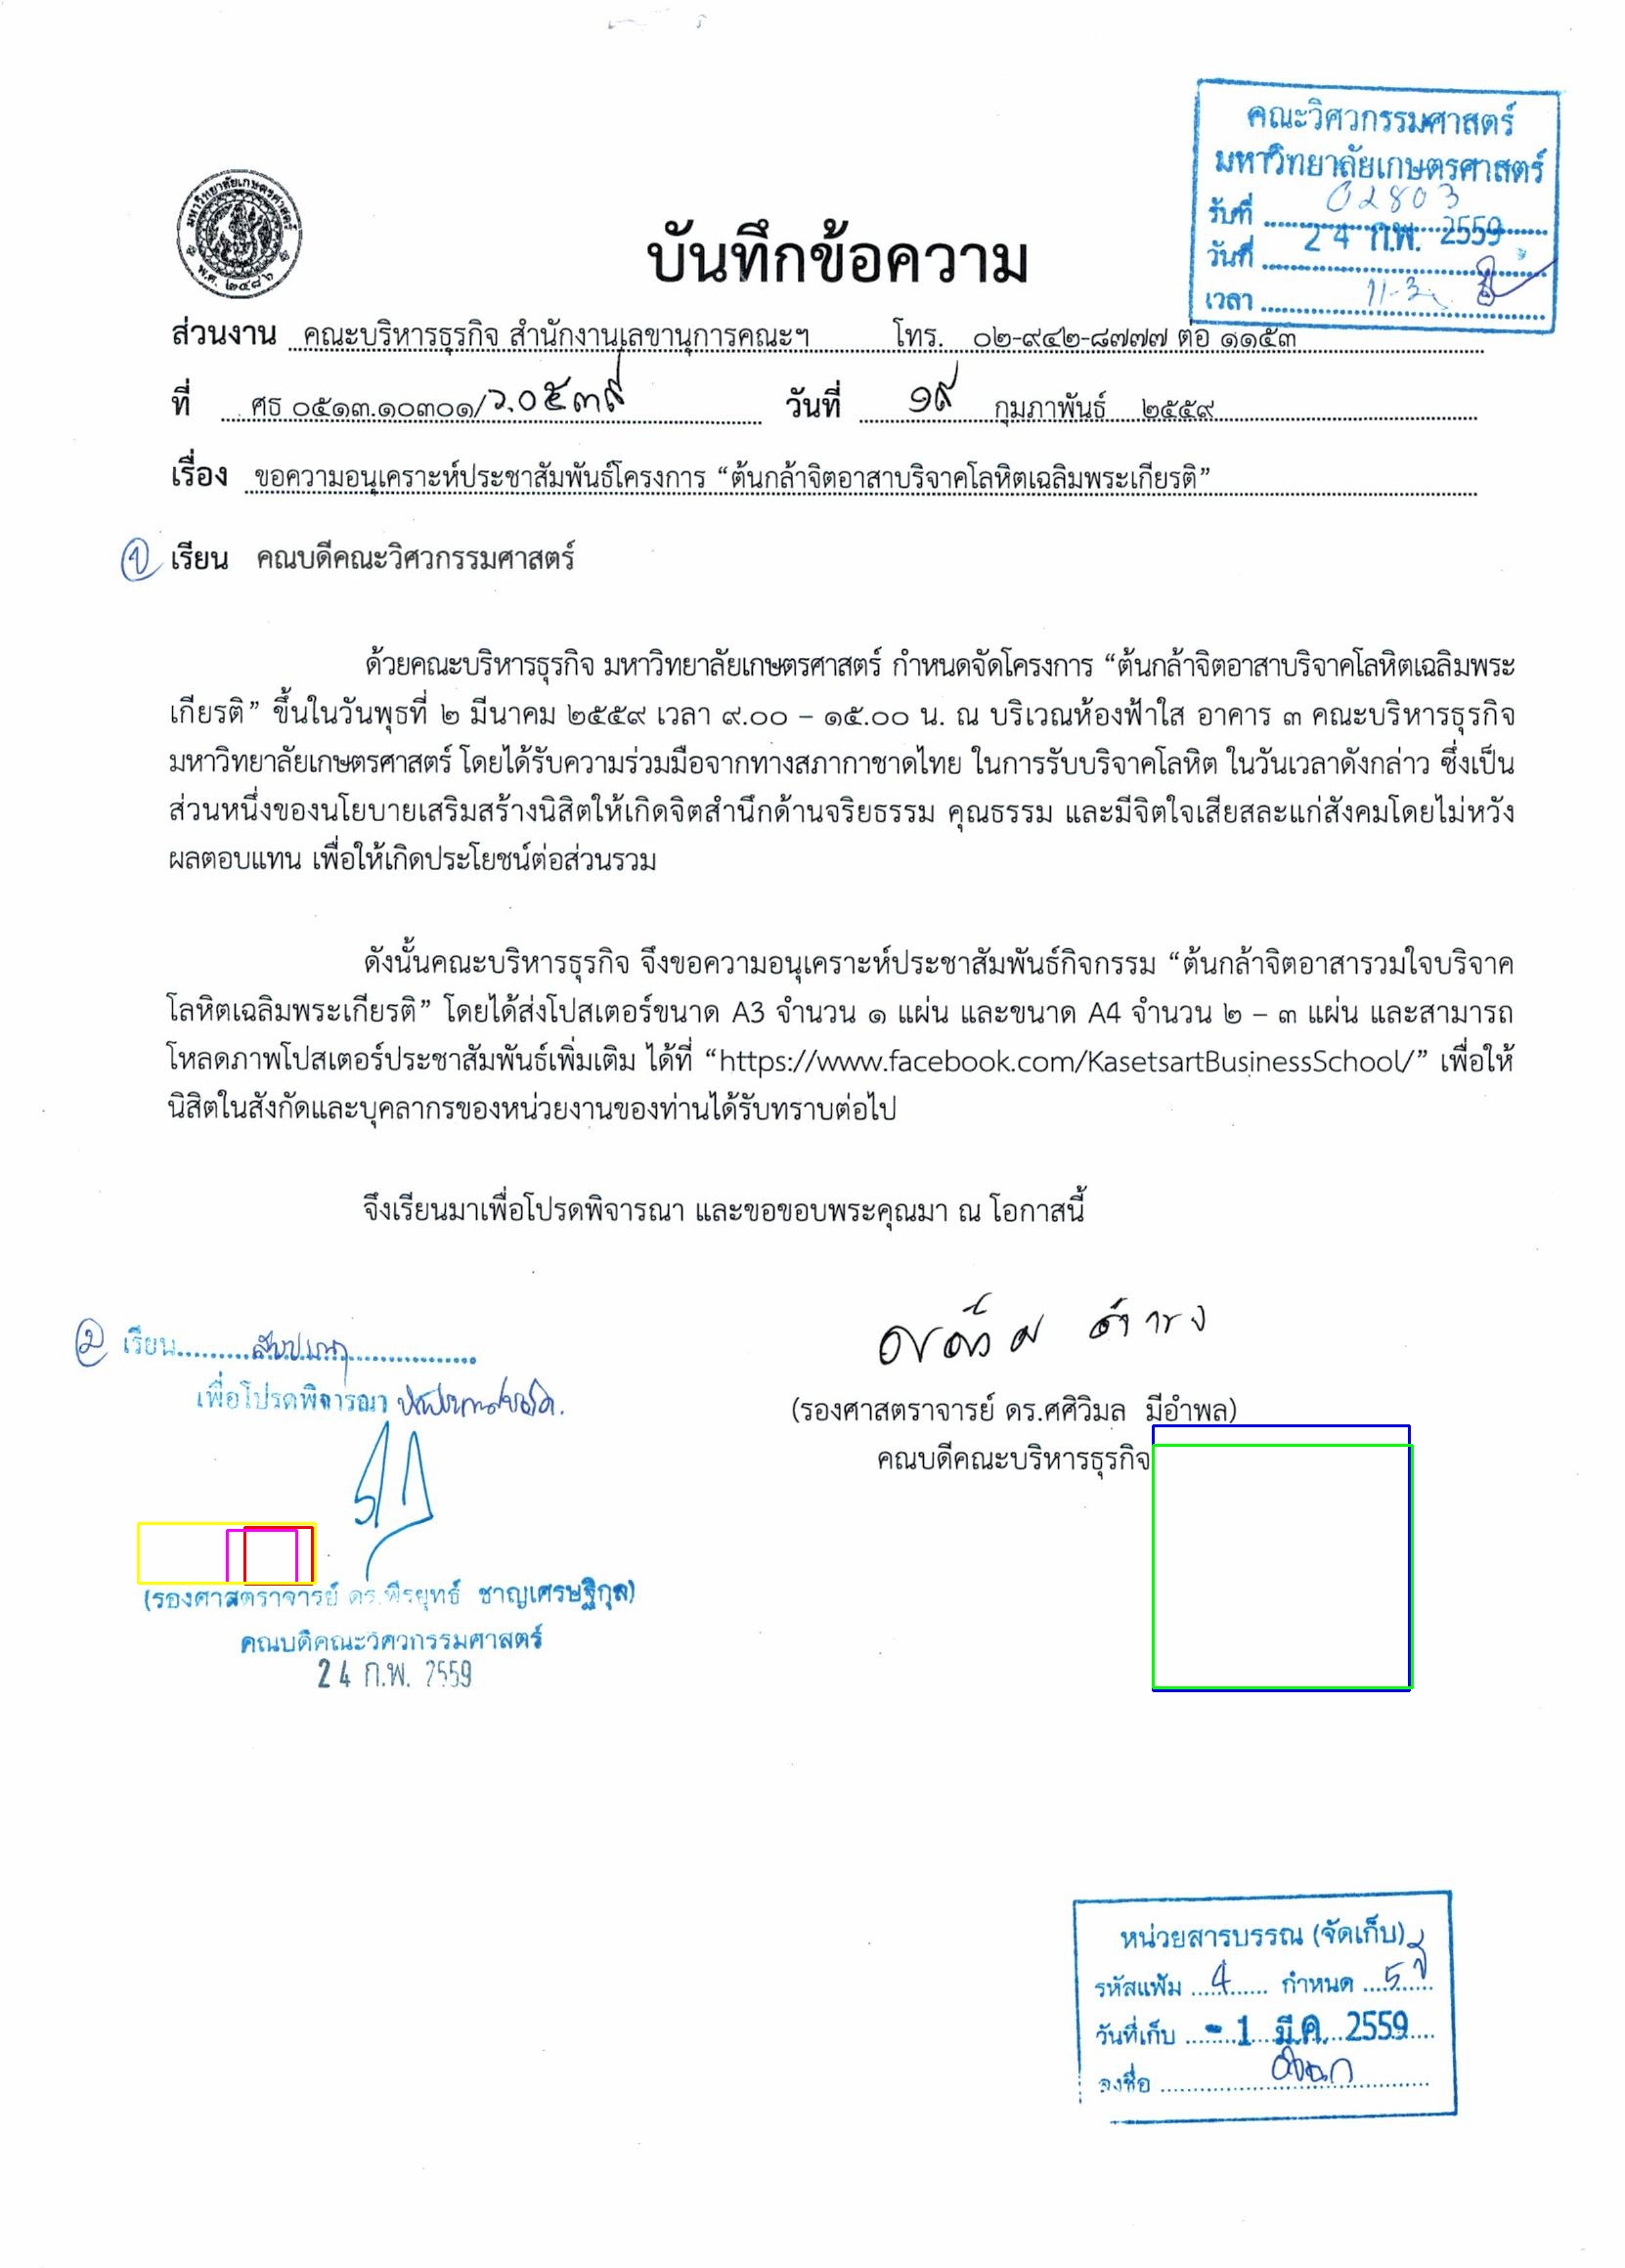 คณะวิศวกรรมศาสตร์
มหาวิทยาลัยเกษตรศาสตร์
รับที่ 02803
วันที่ 24 ก.พ. 2559
เวลา
มหาวิทยาลัยเกษตรศาสตร์
พ.ศ. ๒๔๘๖
บันทึกข้อความ
ส่วนงาน คณะบริหารธุรกิจ สำนักงานเลขานุการคณะฯ โทร. ๐๒-๙๔๒-๘๗๗๗ ต่อ ๑๑๕๓
ที่ ศธ ๐๕๑๓.๑๐๓๐๑/ว.๐๕๓๙ วันที่ ๑๙ กุมภาพันธ์ ๒๕๕๙
เรื่อง ขอความอนุเคราะห์ประชาสัมพันธ์โครงการ “ต้นกล้าจิตอาสาบริจาคโลหิตเฉลิมพระเกียรติ”
๑ เรียน คณบดีคณะวิศวกรรมศาสตร์
ด้วยคณะบริหารธุรกิจ มหาวิทยาลัยเกษตรศาสตร์ กำหนดจัดโครงการ “ต้นกล้าจิตอาสาบริจาคโลหิตเฉลิมพระ
เกียรติ” ขึ้นในวันพุธที่ ๒ มีนาคม ๒๕๕๙ เวลา ๙.๐๐ – ๑๕.๐๐ น. ณ บริเวณห้องฟ้าใส อาคาร ๓ คณะบริหารธุรกิจ
มหาวิทยาลัยเกษตรศาสตร์ โดยได้รับความร่วมมือจากทางสภากาชาดไทย ในการรับบริจาคโลหิต ในวันเวลาดังกล่าว ซึ่งเป็น
ส่วนหนึ่งของนโยบายเสริมสร้างนิสิตให้เกิดจิตสำนึกด้านจริยธรรม คุณธรรม และมีจิตใจเสียสละแก่สังคมโดยไม่หวัง
ผลตอบแทน เพื่อให้เกิดประโยชน์ต่อส่วนรวม
ดังนั้นคณะบริหารธุรกิจ จึงขอความอนุเคราะห์ประชาสัมพันธ์กิจกรรม “ต้นกล้าจิตอาสารวมใจบริจาค
โลหิตเฉลิมพระเกียรติ” โดยได้ส่งโปสเตอร์ขนาด A3 จำนวน ๑ แผ่น และขนาด A4 จำนวน ๒ – ๓ แผ่น และสามารถ
โหลดภาพโปสเตอร์ประชาสัมพันธ์เพิ่มเติม ได้ที่ “https://www.facebook.com/KasetsartBusinessSchool/” เพื่อให้
นิสิตในสังกัดและบุคลากรของหน่วยงานของท่านได้รับทราบต่อไป
จึงเรียนมาเพื่อโปรดพิจารณา และขอขอบพระคุณมา ณ โอกาสนี้
(รองศาสตราจารย์ ดร.ศศิวิมล มีอำพล)
คณบดีคณะบริหารธุรกิจ
๒ เรียน
เพื่อโปรดพิจารณา
(รองศาสตราจารย์ ดร.พีรยุทธ์ ชาญเศรษฐิกุล)
คณบดีคณะวิศวกรรมศาสตร์
24 ก.พ. 2559
หน่วยสารบรรณ (จัดเก็บ)
รหัสแฟ้ม 4 กำหนด 5 ปี
วันที่เก็บ - 1 มี.ค. 2559
ลงชื่อ